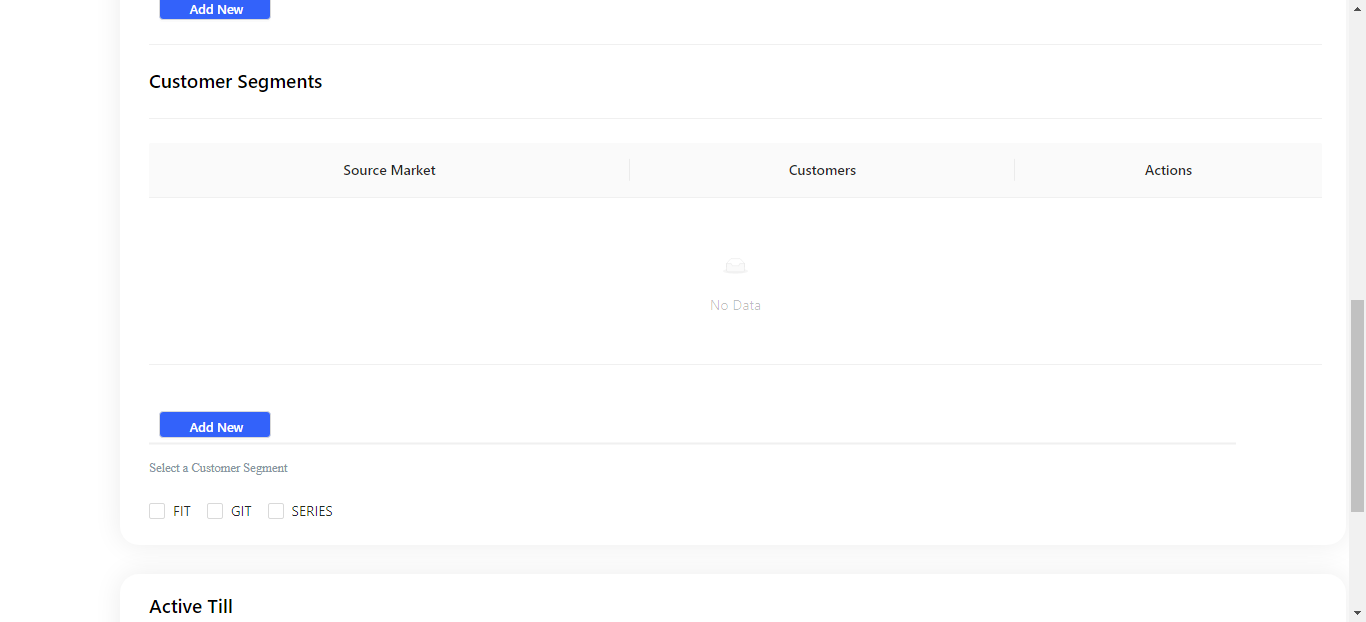 Add New
Customer Segments
Source Market Customers Actions
No Data
Add New
Select a Customer Segment
FIT GIT SERIES
Active Till